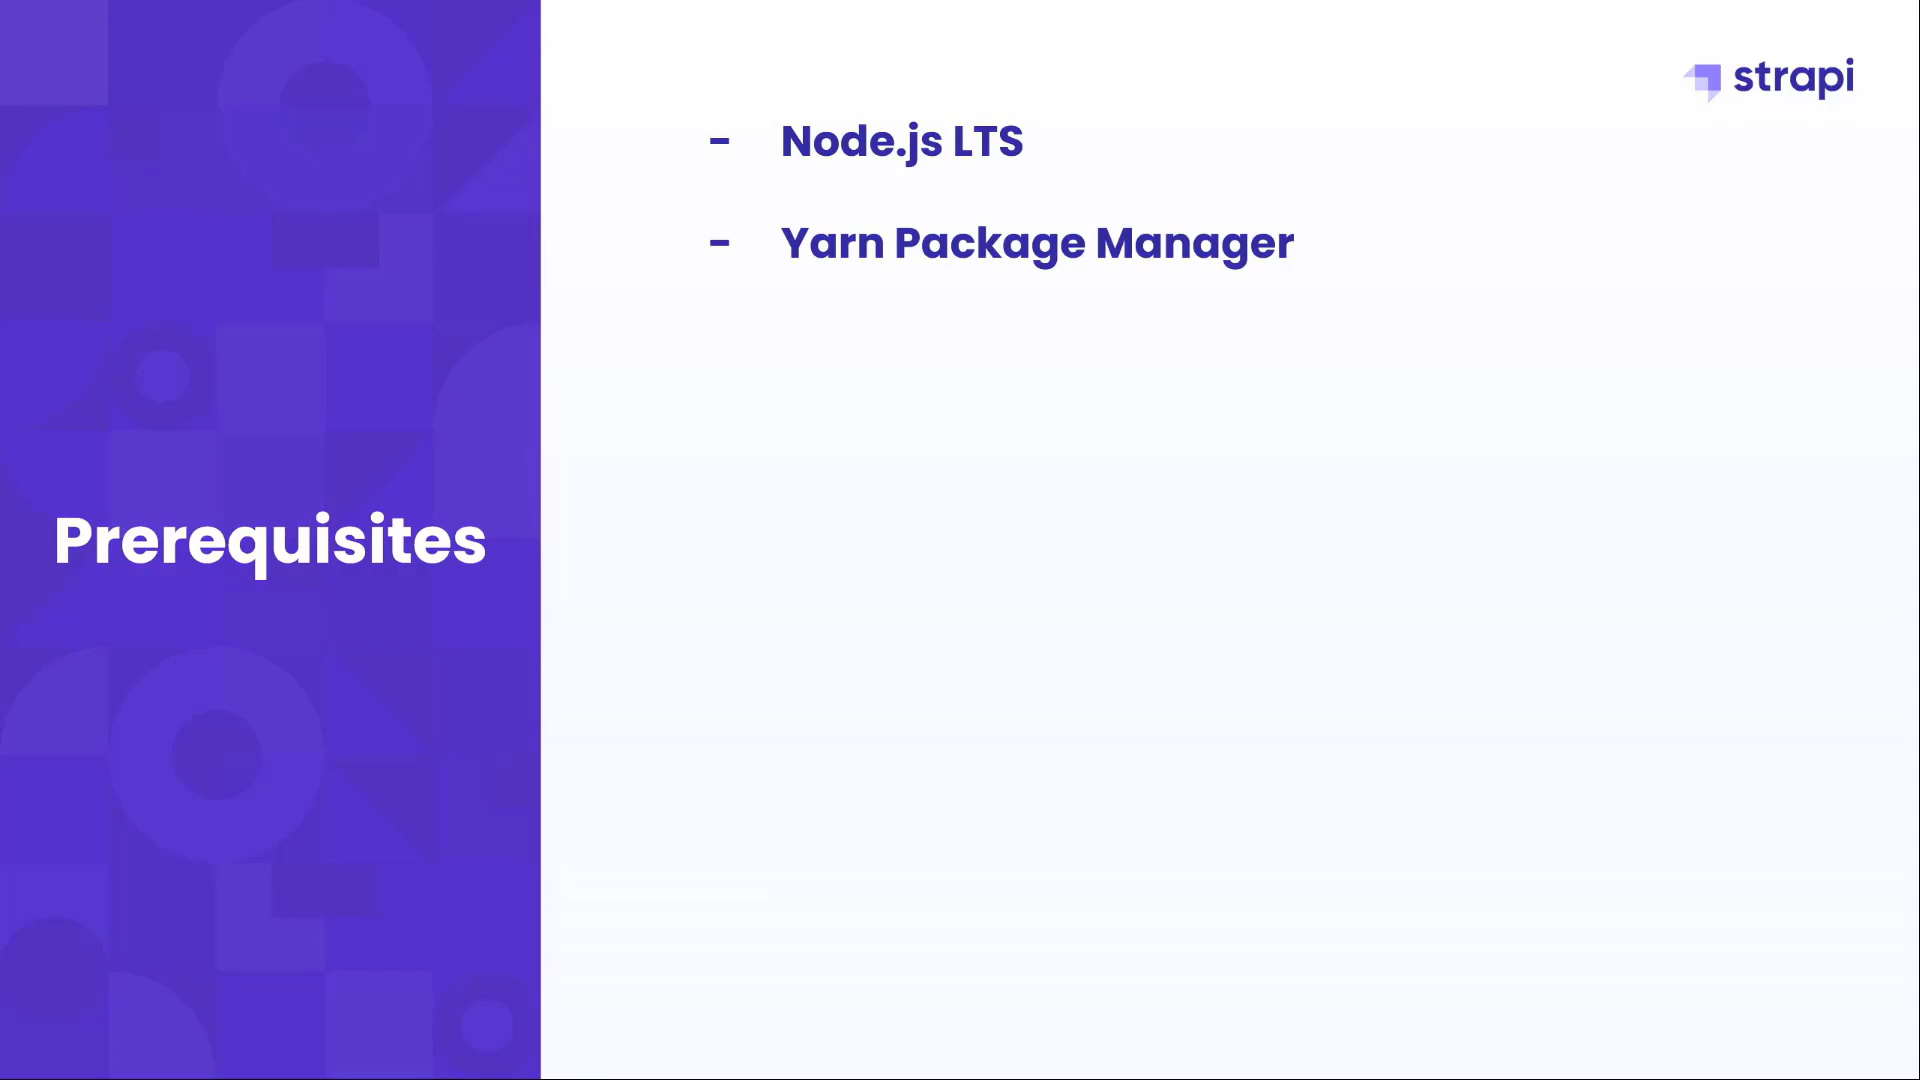 Prerequisites
strapi
- Node.js LTS
- Yarn Package Manager